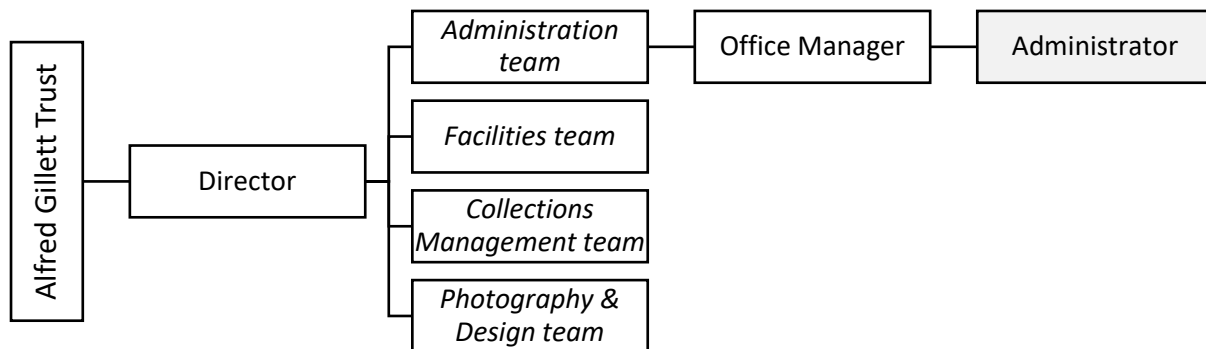 Alfred Gillett Trust
Director
Administration
team
Office Manager
Administrator
Facilities team
Collections
Management team
Photography &
Design team